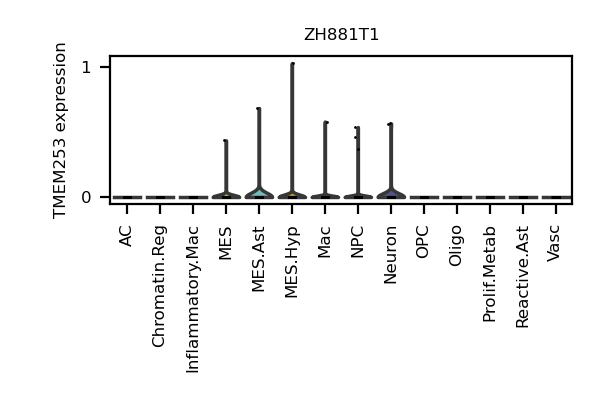 ZH881T1
TMEM253 expression
1
0
AC
Chromatin.Reg
Inflammatory.Mac
MES
MES.Ast
MES.Hyp
Mac
NPC
Neuron
OPC
Oligo
Prolif.Metab
Reactive.Ast
Vasc